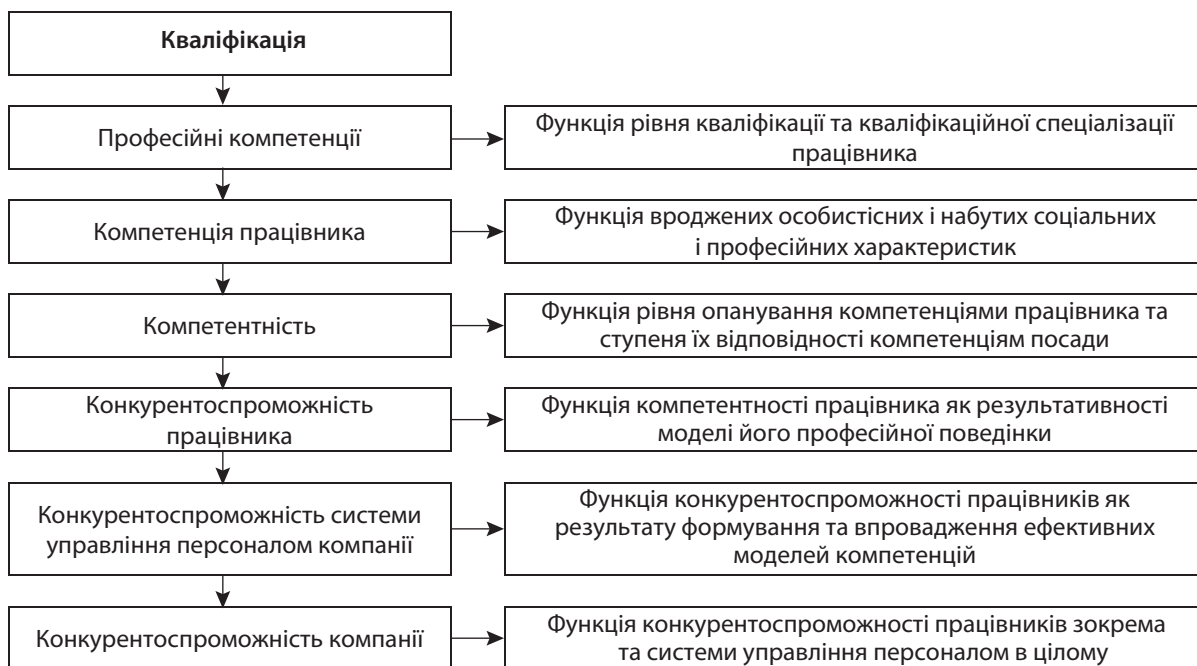 Кваліфікація
Професійні компетенції
Функція рівня кваліфікації та кваліфікаційної спеціалізації
працівника
Компетенція працівника
Функція вроджених особистісних і набутих соціальних
і професійних характеристик
Компетентність
Функція рівня опанування компетенціями працівника та
ступеня їх відповідності компетенціям посади
Конкурентоспроможність
працівника
Функція компетентності працівника як результативності
моделі його професійної поведінки
Конкурентоспроможність системи
управління персоналом компанії
Функція конкурентоспроможності працівників як
результату формування та впровадження ефективних
моделей компетенцій
Конкурентоспроможність компанії
Функція конкурентоспроможності працівників зокрема
та системи управління персоналом в цілому